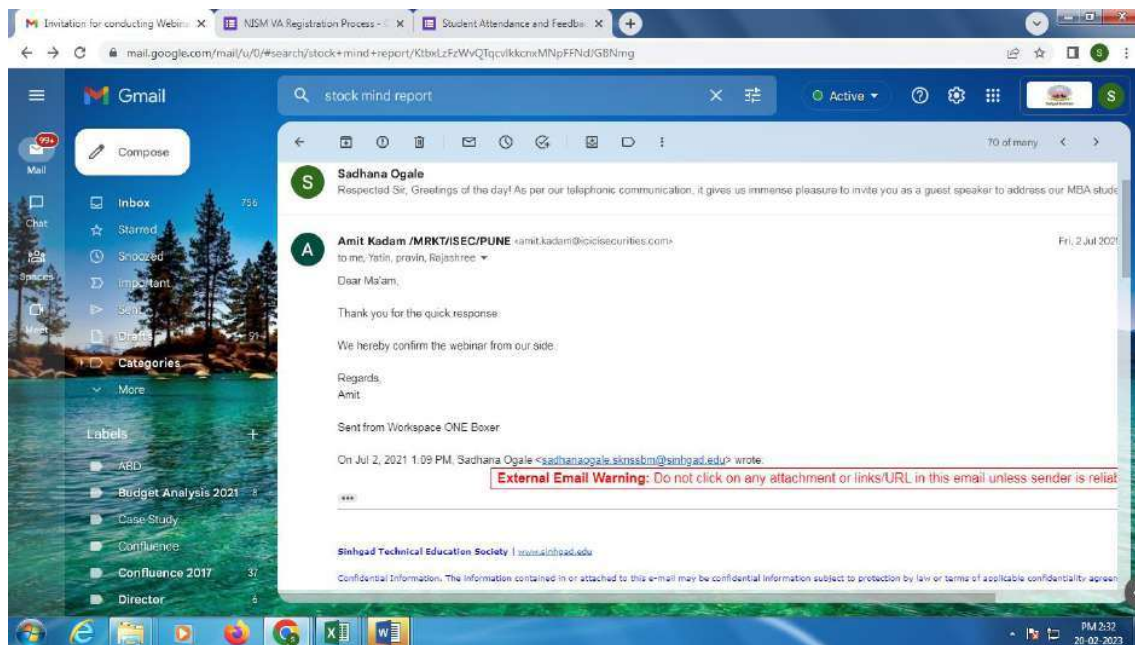 Invitation for conducting Webina
NISM VA Registration Process - C
Student Attendance and Feedba
mail.google.com/mail/u/0/#search/stock+mind+report/
Gmail
stock mind report
Active
S
99+
Mail
Chat
Spaces
Meet
Compose
Inbox 756
Starred
Snoozed
Important
Sent
Drafts 91
Categories
More
Labels
ABD
Budget Analysis 2021 8
Case Study
Confluence
Confluence 2017 37
Director 6
70 of many
S
Sadhana Ogale
Respected Sir, Greetings of the day! As per our telephonic communication, it gives us immense pleasure to invite you as a guest speaker to address our MBA stude
A
Amit Kadam /MRKT/ISEC/PUNE <amit.kadam@icicisecurities.com> Fri, 2 Jul 2021
to me, Yatin, pravin, Rajashree
Dear Ma'am,
Thank you for the quick response.
We hereby confirm the webinar from our side.
Regards,
Amit
Sent from Workspace ONE Boxer
On Jul 2, 2021 1:09 PM, Sadhana Ogale <sadhanaogale.sknssbm@sinhgad.edu> wrote:
External Email Warning: Do not click on any attachment or links/URL in this email unless sender is reliab
Sinhgad Technical Education Society | www.sinhgad.edu
Confidential Information. The information contained in or attached to this e-mail may be confidential information subject to protection by law or terms of applicable confidentiality agreen
PM 2:32
20-02-2023